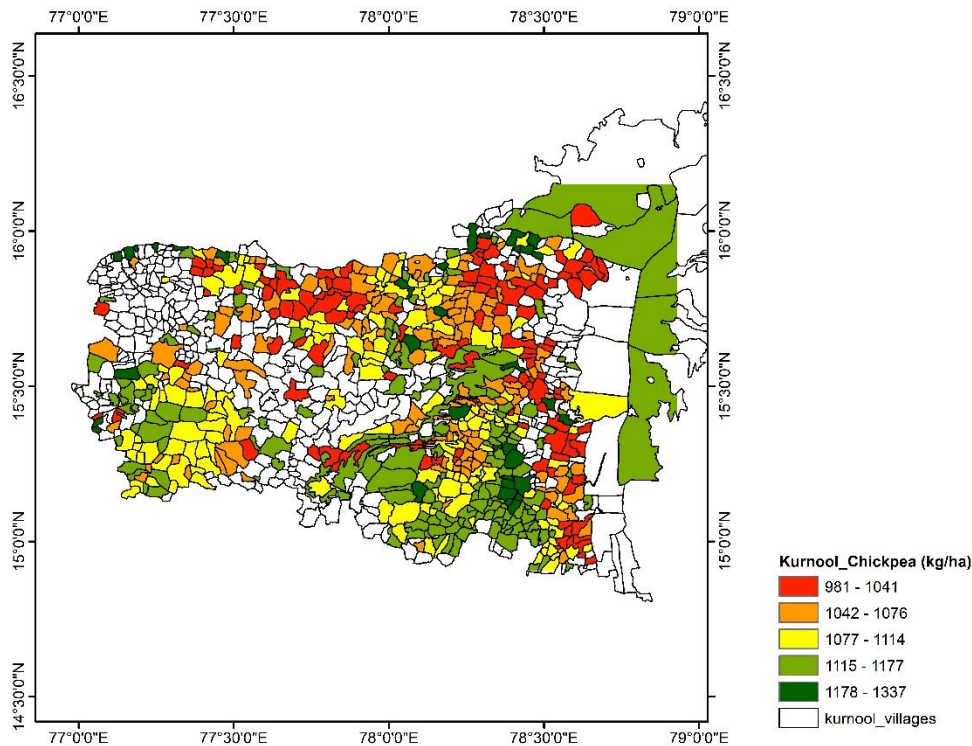 77°0'0"E 77°30'0"E 78°0'0"E 78°30'0"E 79°0'0"E
16°30'0"N 16°30'0"N
16°0'0"N 16°0'0"N
15°30'0"N 15°30'0"N
15°0'0"N 15°0'0"N
14°30'0"N 14°30'0"N
77°0'0"E 77°30'0"E 78°0'0"E 78°30'0"E 79°0'0"E
Kurnool_Chickpea (kg/ha)
981 - 1041
1042 - 1076
1077 - 1114
1115 - 1177
1178 - 1337
kurnool_villages